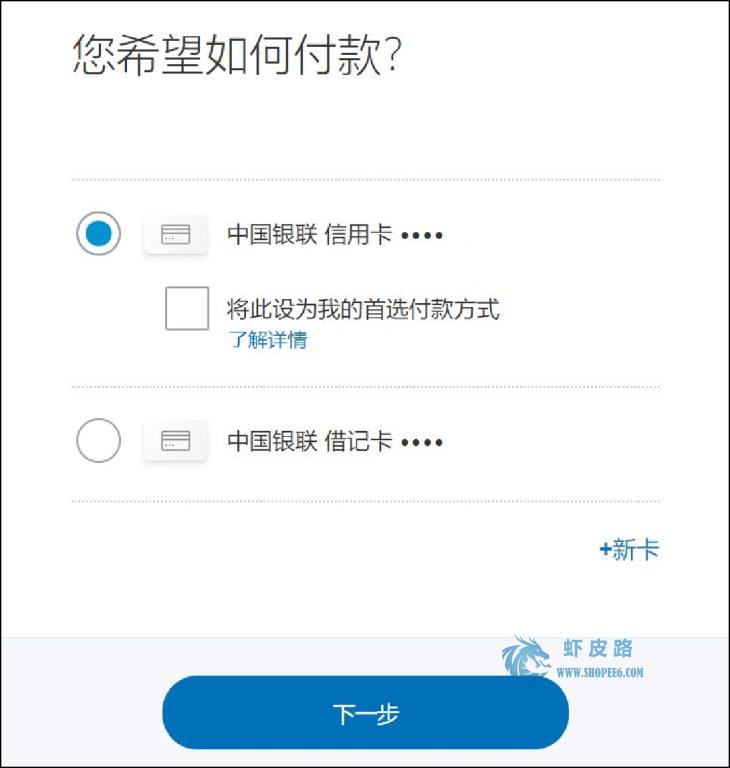 您希望如何付款?
中国银联 信用卡 ••••
将此设为我的首选付款方式
了解详情
中国银联 借记卡 ••••
+新卡
虾皮路
WWW.SHOPEE6.COM
下一步